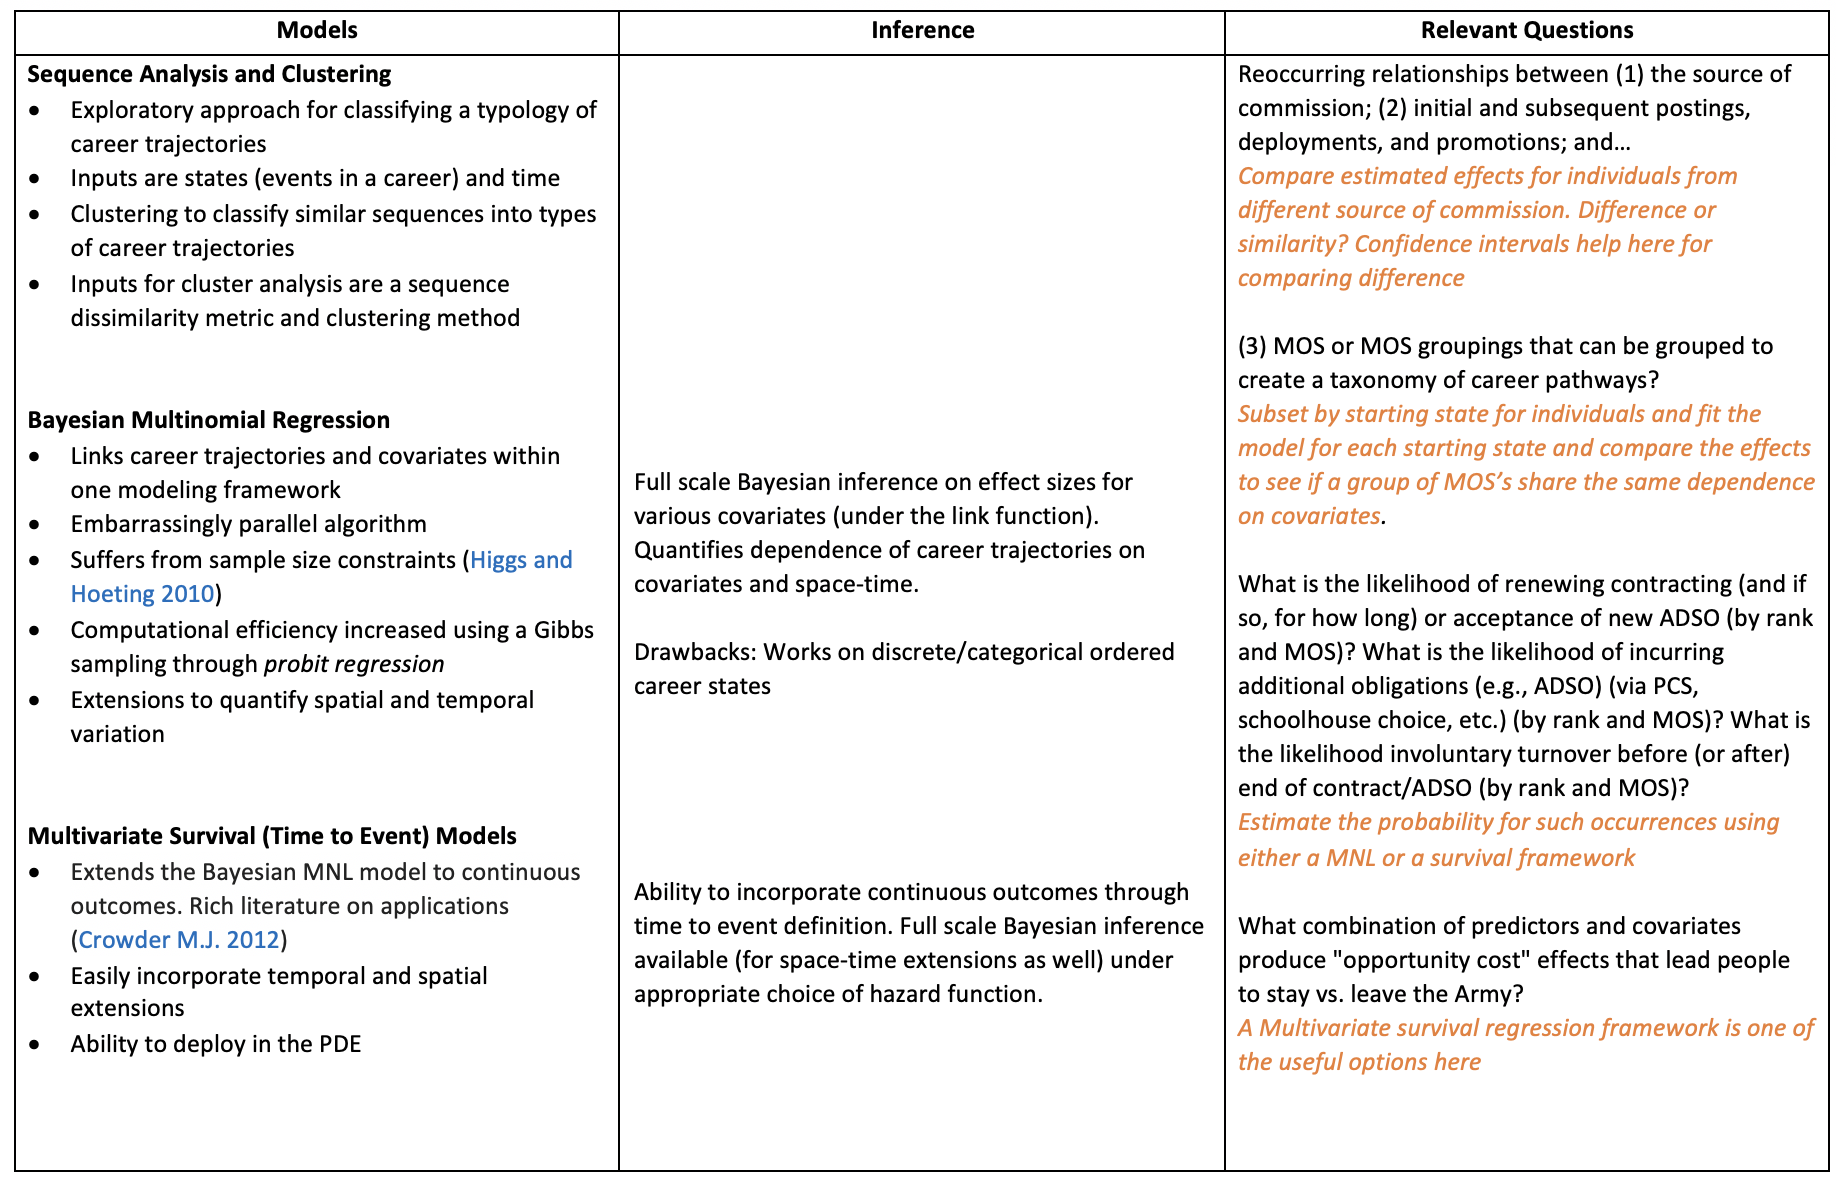 Models
Inference
Relevant Questions
Sequence Analysis and Clustering
• Exploratory approach for classifying a typology of
career trajectories
• Inputs are states (events in a career) and time
• Clustering to classify similar sequences into types
of career trajectories
• Inputs for cluster analysis are a sequence
dissimilarity metric and clustering method
Bayesian Multinomial Regression
• Links career trajectories and covariates within
one modeling framework
• Embarrassingly parallel algorithm
• Suffers from sample size constraints (Higgs and
Hoeting 2010)
• Computational efficiency increased using a Gibbs
sampling through probit regression
• Extensions to quantify spatial and temporal
variation
Multivariate Survival (Time to Event) Models
• Extends the Bayesian MNL model to continuous
outcomes. Rich literature on applications
(Crowder M.J. 2012)
• Easily incorporate temporal and spatial
extensions
• Ability to deploy in the PDE
Full scale Bayesian inference on effect sizes for
various covariates (under the link function).
Quantifies dependence of career trajectories on
covariates and space-time.
Drawbacks: Works on discrete/categorical ordered
career states
Ability to incorporate continuous outcomes through
time to event definition. Full scale Bayesian inference
available (for space-time extensions as well) under
appropriate choice of hazard function.
Reoccurring relationships between (1) the source of
commission; (2) initial and subsequent postings,
deployments, and promotions; and…
Compare estimated effects for individuals from
different source of commission. Difference or
similarity? Confidence intervals help here for
comparing difference
(3) MOS or MOS groupings that can be grouped to
create a taxonomy of career pathways?
Subset by starting state for individuals and fit the
model for each starting state and compare the effects
to see if a group of MOS’s share the same dependence
on covariates.
What is the likelihood of renewing contracting (and if
so, for how long) or acceptance of new ADSO (by rank
and MOS)? What is the likelihood of incurring
additional obligations (e.g., ADSO) (via PCS,
schoolhouse choice, etc.) (by rank and MOS)? What is
the likelihood involuntary turnover before (or after)
end of contract/ADSO (by rank and MOS)?
Estimate the probability for such occurrences using
either a MNL or a survival framework
What combination of predictors and covariates
produce "opportunity cost" effects that lead people
to stay vs. leave the Army?
A Multivariate survival regression framework is one of
the useful options here